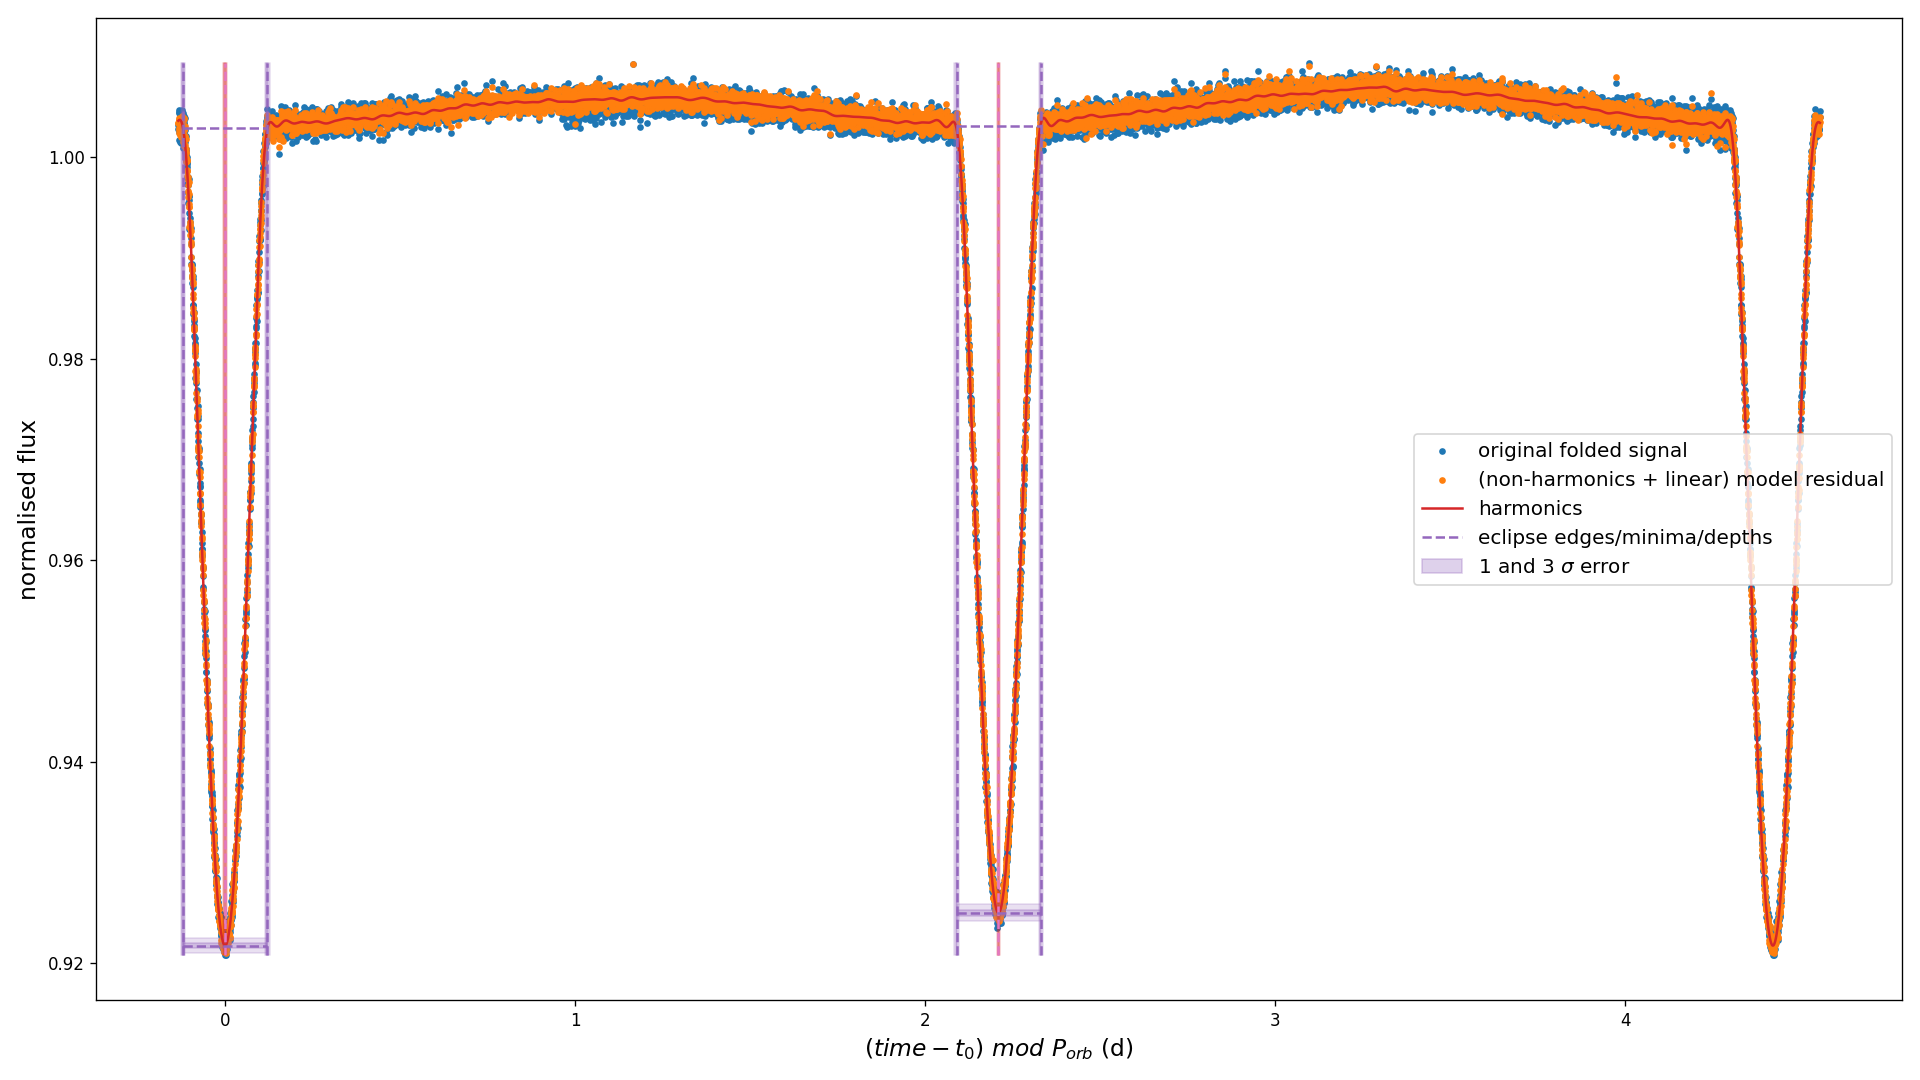 normalised flux
1.00
0.98
0.96
0.94
0.92
original folded signal
(non-harmonics + linear) model residual
harmonics
eclipse edges/minima/depths
1 and 3 σ error
0 1 2 3 4
(time − t₀) mod P_orb (d)